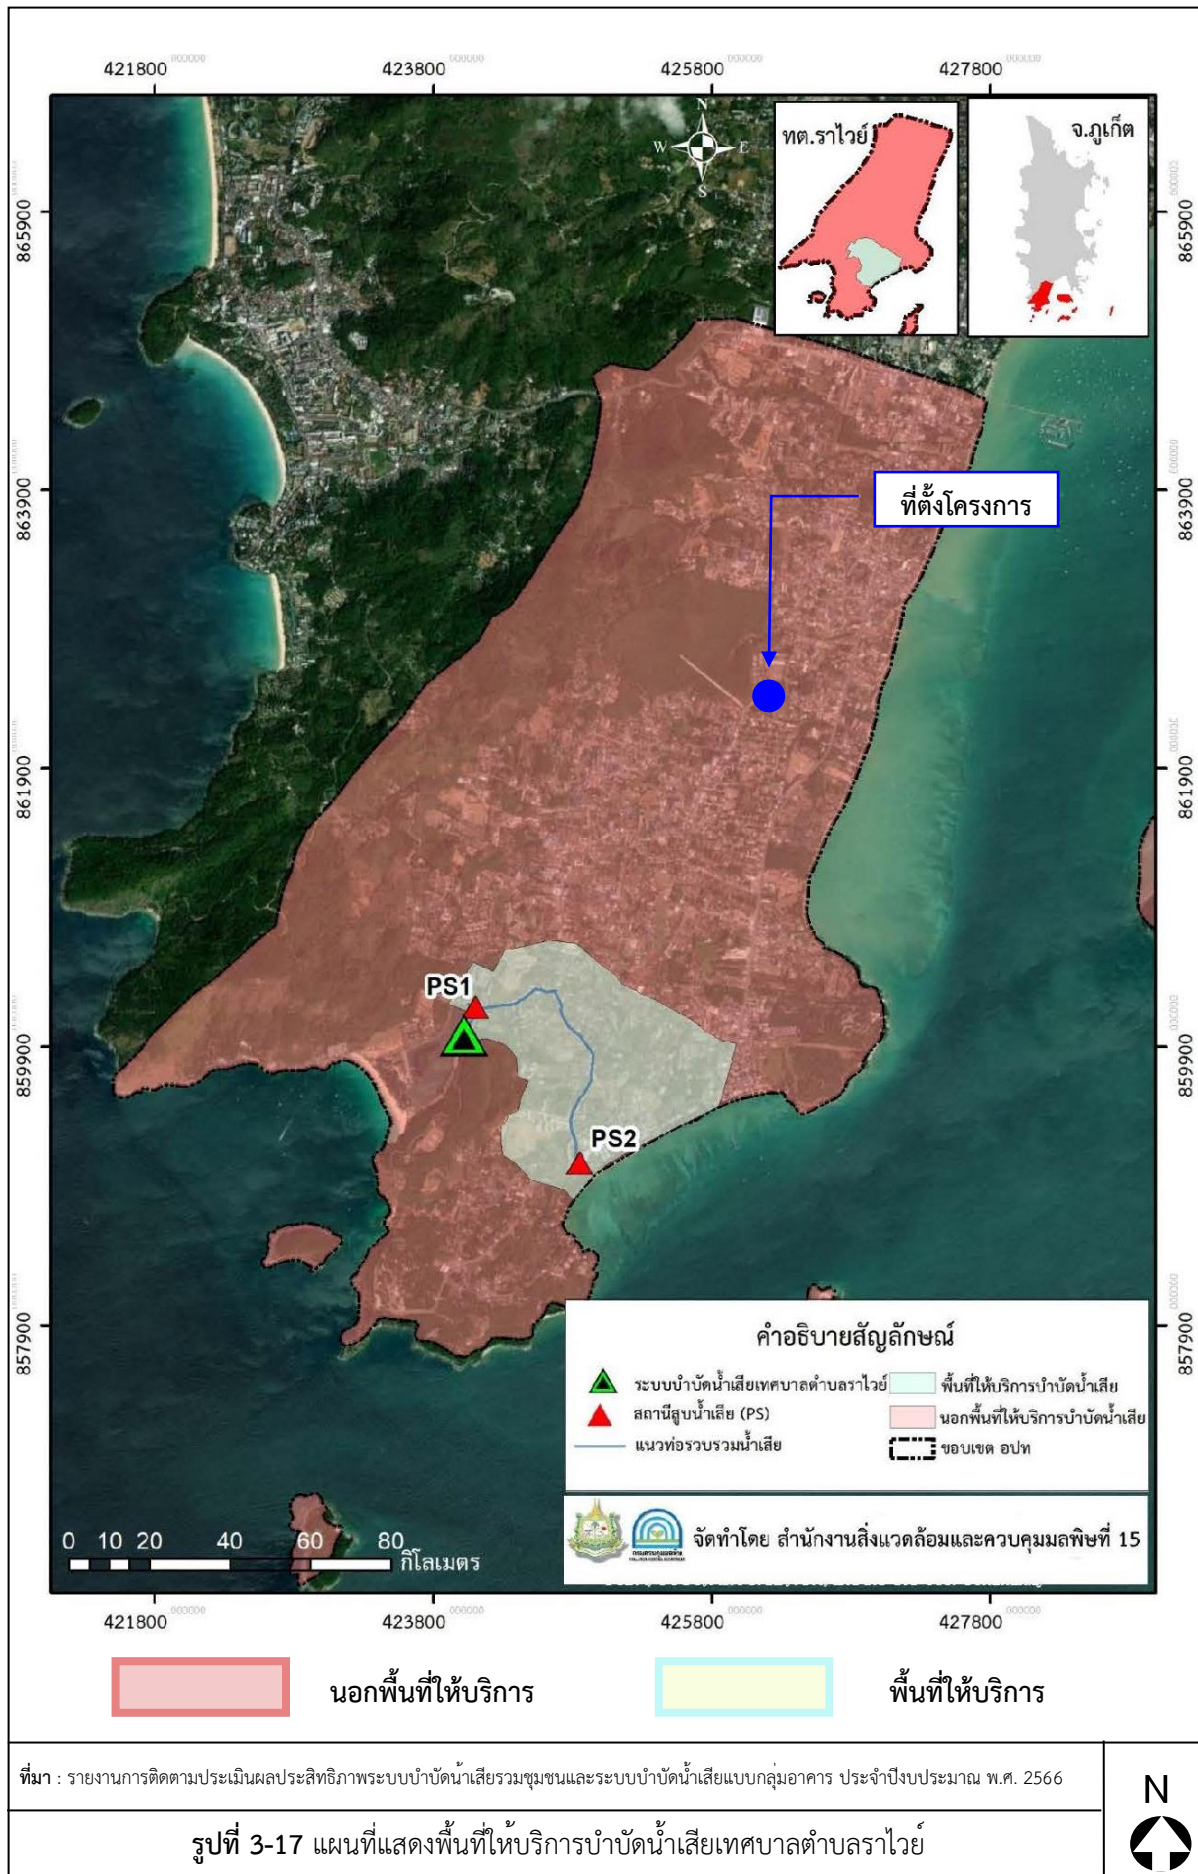 421800 423800 425800 427800
N
W E
S
ทต.ราไวย์
จ.ภูเก็ต
865900 865900
863900 863900
ที่ตั้งโครงการ
861900 861900
PS1
859900 859900
PS2
857900 857900
คำอธิบายสัญลักษณ์
ระบบบำบัดน้ำเสียเทศบาลตำบลราไวย์
พื้นที่ให้บริการบำบัดน้ำเสีย
สถานีสูบน้ำเสีย (PS)
นอกพื้นที่ให้บริการบำบัดน้ำเสีย
แนวท่อรวบรวมน้ำเสีย
ขอบเขต อปท
จัดทำโดย สำนักงานสิ่งแวดล้อมและควบคุมมลพิษที่ 15
0 10 20 40 60 80
กิโลเมตร
421800 423800 425800 427800
นอกพื้นที่ให้บริการ
พื้นที่ให้บริการ
ที่มา : รายงานการติดตามประเมินผลประสิทธิภาพระบบบำบัดน้ำเสียรวมชุมชนและระบบบำบัดน้ำเสียแบบกลุ่มอาคาร ประจำปีงบประมาณ พ.ศ. 2566
N
รูปที่ 3-17 แผนที่แสดงพื้นที่ให้บริการบำบัดน้ำเสียเทศบาลตำบลราไวย์